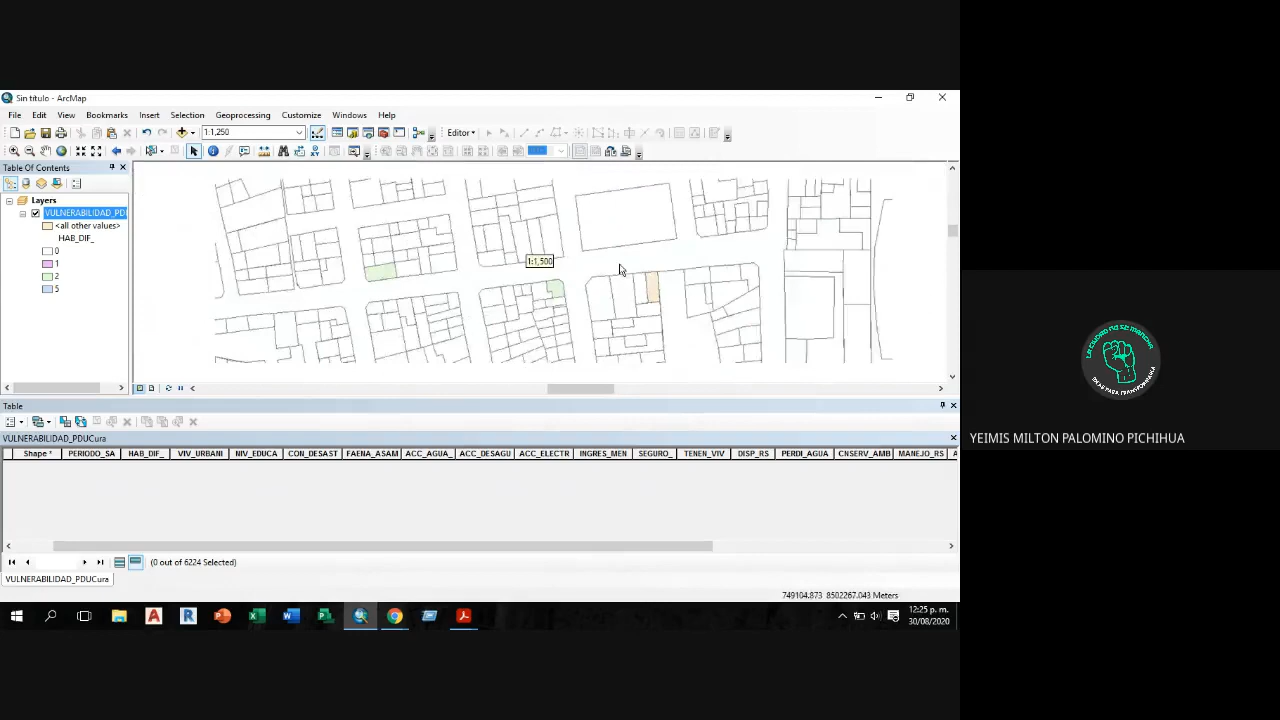 Sin título - ArcMap
File Edit View Bookmarks Insert Selection Geoprocessing Customize Windows Help
1:1,250
Editor
Table Of Contents
Layers
VULNERABILIDAD_PDU
<all other values>
HAB_DIF_
0
1
2
5
1:1,500
Table
VULNERABILIDAD_PDUCura
Shape * PERIODO_SA HAB_DIF_ VIV_URBANI NIV_EDUCA CON_DESAST FAENA_ASAM ACC_AGUA_ ACC_DESAGU ACC_ELECTR INGRES_MEN SEGURO_ TENEN_VIV DISP_RS PERDI_AGUA CNSERV_AMB MANEJO_RS
(0 out of 6224 Selected)
VULNERABILIDAD_PDUCura
749104.873 8502267.043 Meters
12:25 p. m.
30/08/2020
YEIMIS MILTON PALOMINO PICHIHUA